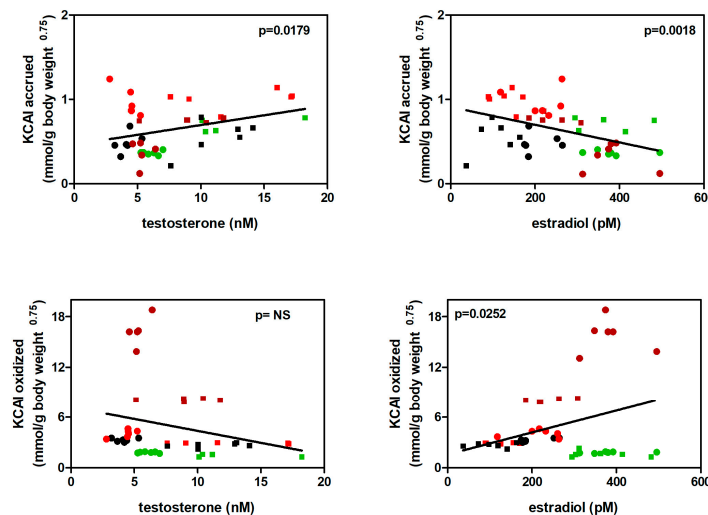 2
1
0
0
5
10
15
20
p=0.0179
KCAl accrued
(mmol/g body weight 0.75)
testosterone (nM)
2
1
0
0
200
400
600
p=0.0018
KCAl accrued
(mmol/g body weight 0.75)
estradiol (pM)
18
12
6
0
0
5
10
15
20
p= NS
KCAl oxidized
(mmol/g body weight 0.75)
testosterone (nM)
18
12
6
0
0
200
400
600
p=0.0252
KCAl oxidized
(mmol/g body weight 0.75)
estradiol (pM)